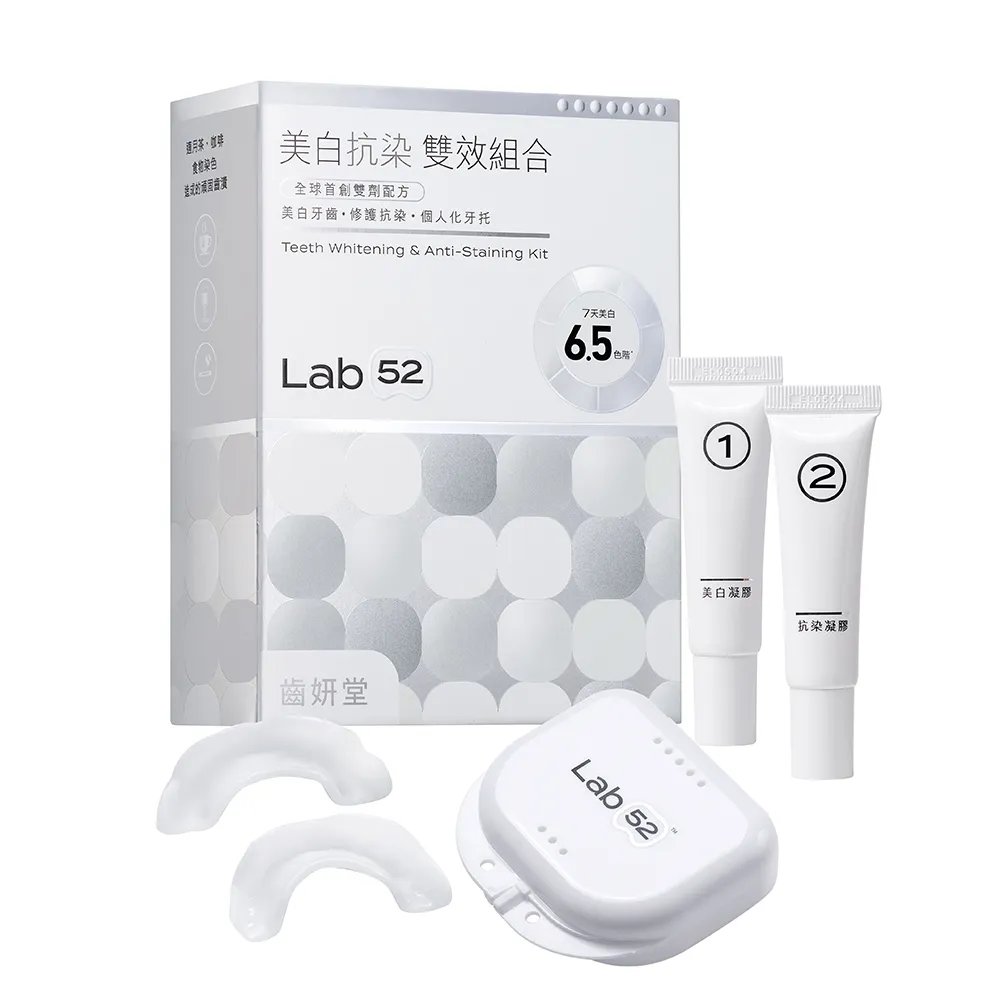 適用茶・咖啡
食物染色
造成的頑固齒漬
美白抗染 雙效組合
全球首創雙劑配方
美白牙齒・修護抗染・個人化牙托
Teeth Whitening & Anti-Staining Kit
7天美白
6.5色階*
Lab 52
齒妍堂
1
美白凝膠
2
抗染凝膠
Lab 52™